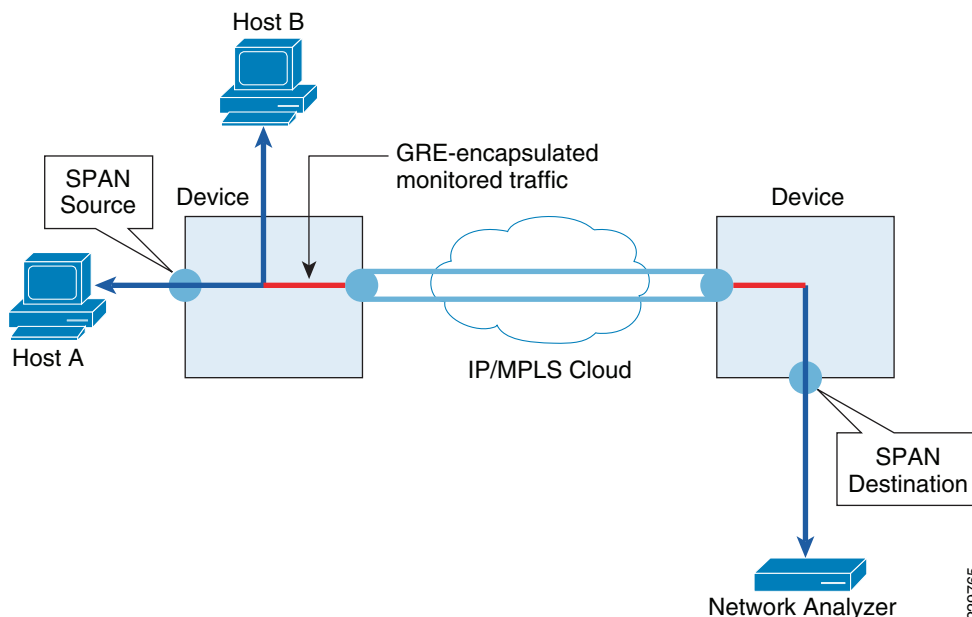 Host B
GRE-encapsulated
monitored traffic
SPAN
Source
Device
Device
Host A
IP/MPLS Cloud
SPAN
Destination
Network Analyzer